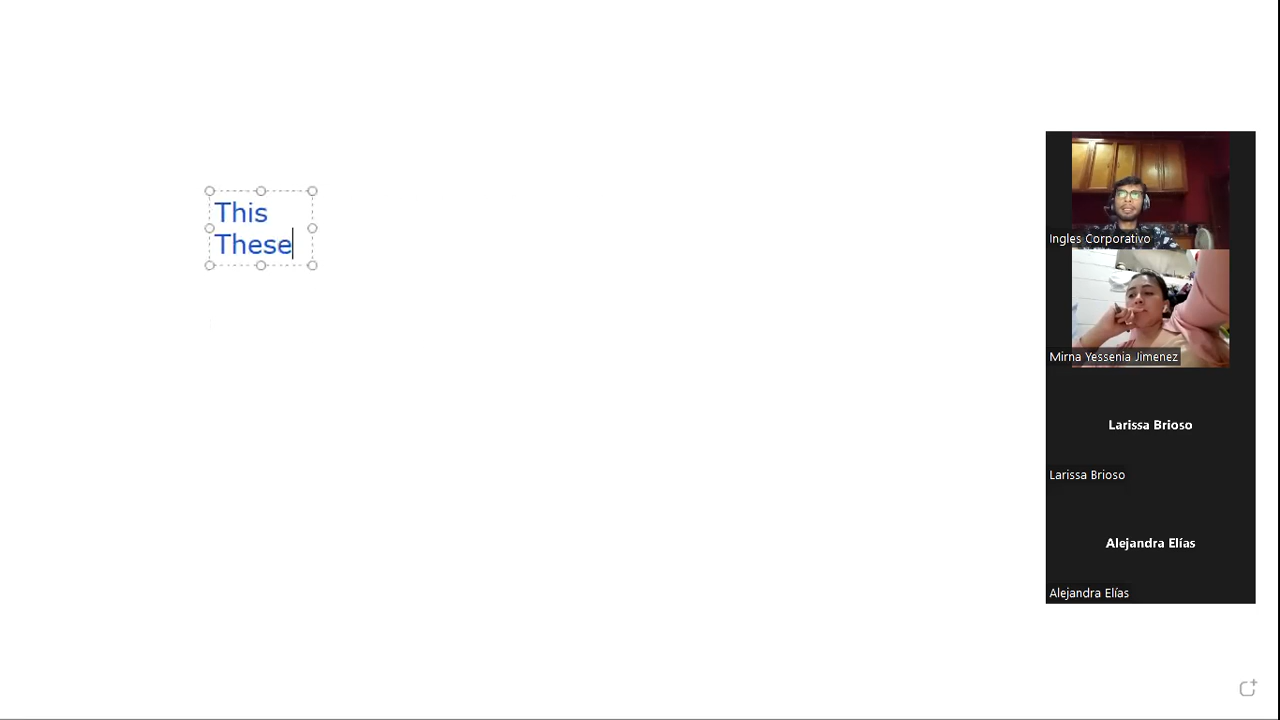 This
These
Ingles Corporativo
Mirna Yessenia Jimenez
Larissa Brioso
Larissa Brioso
Alejandra Elías
Alejandra Elías